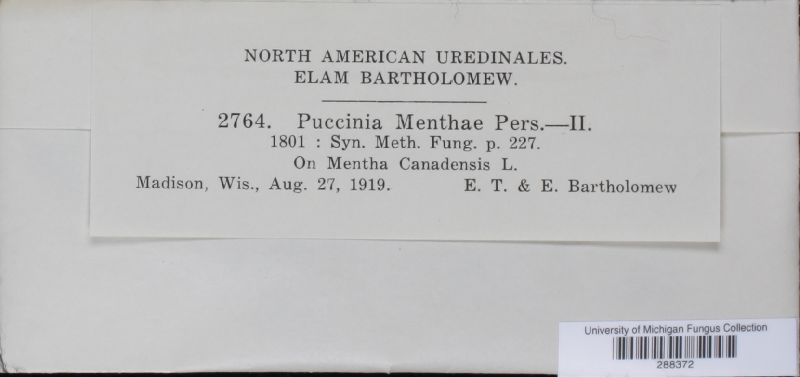 NORTH AMERICAN UREDINALES.
ELAM BARTHOLOMEW.
2764. Puccinia Menthae Pers.—II.
1801 : Syn. Meth. Fung. p. 227.
On Mentha Canadensis L.
Madison, Wis., Aug. 27, 1919. E. T. & E. Bartholomew
University of Michigan Fungus Collection
288372